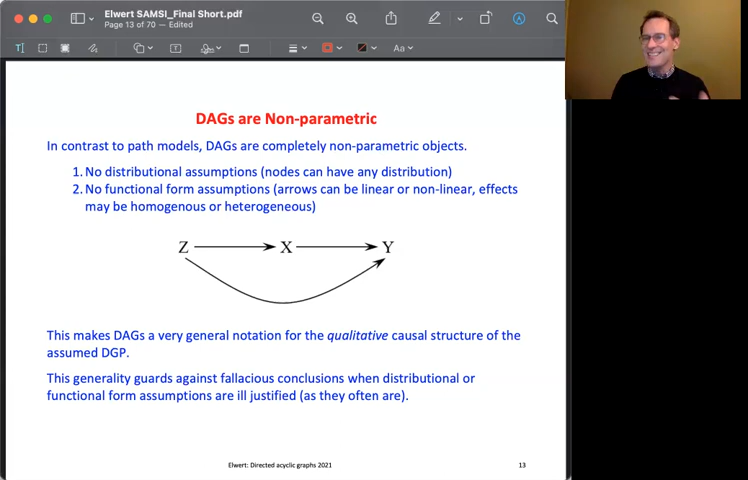 Elwert SAMSI_Final Short.pdf
Page 13 of 70 — Edited
Aa
DAGs are Non-parametric
In contrast to path models, DAGs are completely non-parametric objects.
1. No distributional assumptions (nodes can have any distribution)
2. No functional form assumptions (arrows can be linear or non-linear, effects
may be homogenous or heterogeneous)
Z X Y
This makes DAGs a very general notation for the qualitative causal structure of the
assumed DGP.
This generality guards against fallacious conclusions when distributional or
functional form assumptions are ill justified (as they often are).
Elwert: Directed acyclic graphs 2021 13